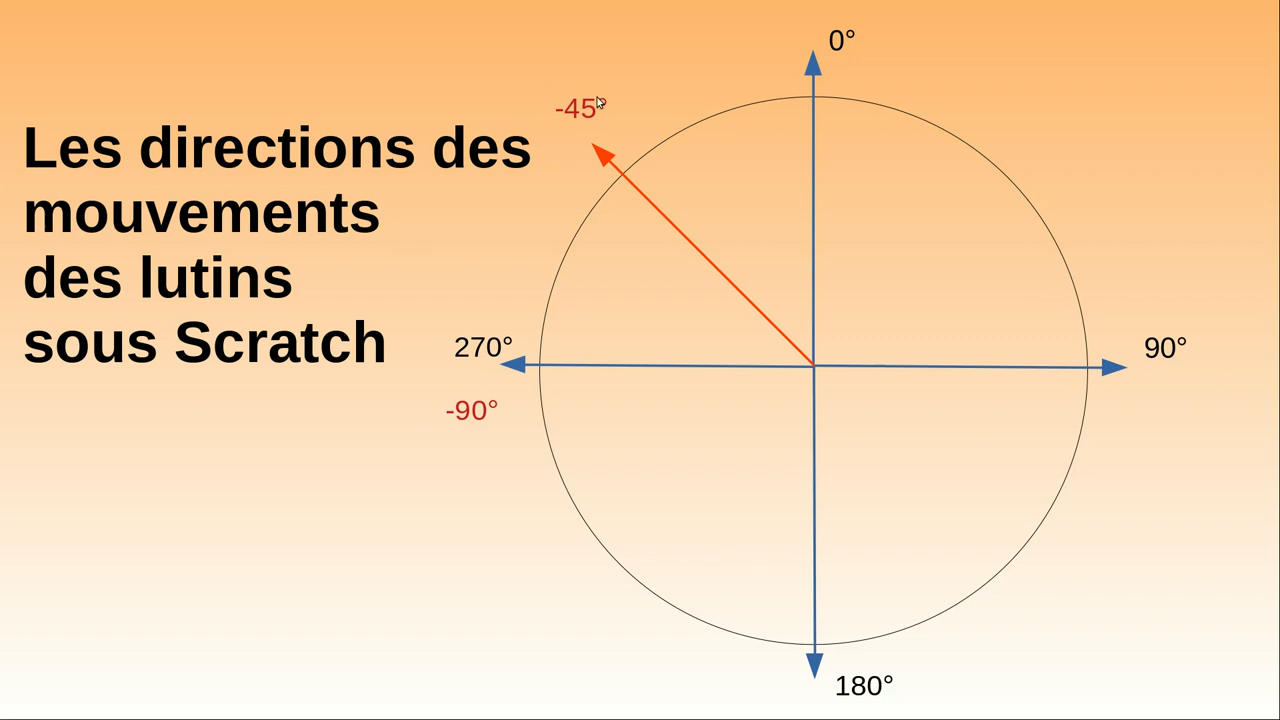 Les directions des
mouvements
des lutins
sous Scratch
0°
-45°
270°
90°
-90°
180°